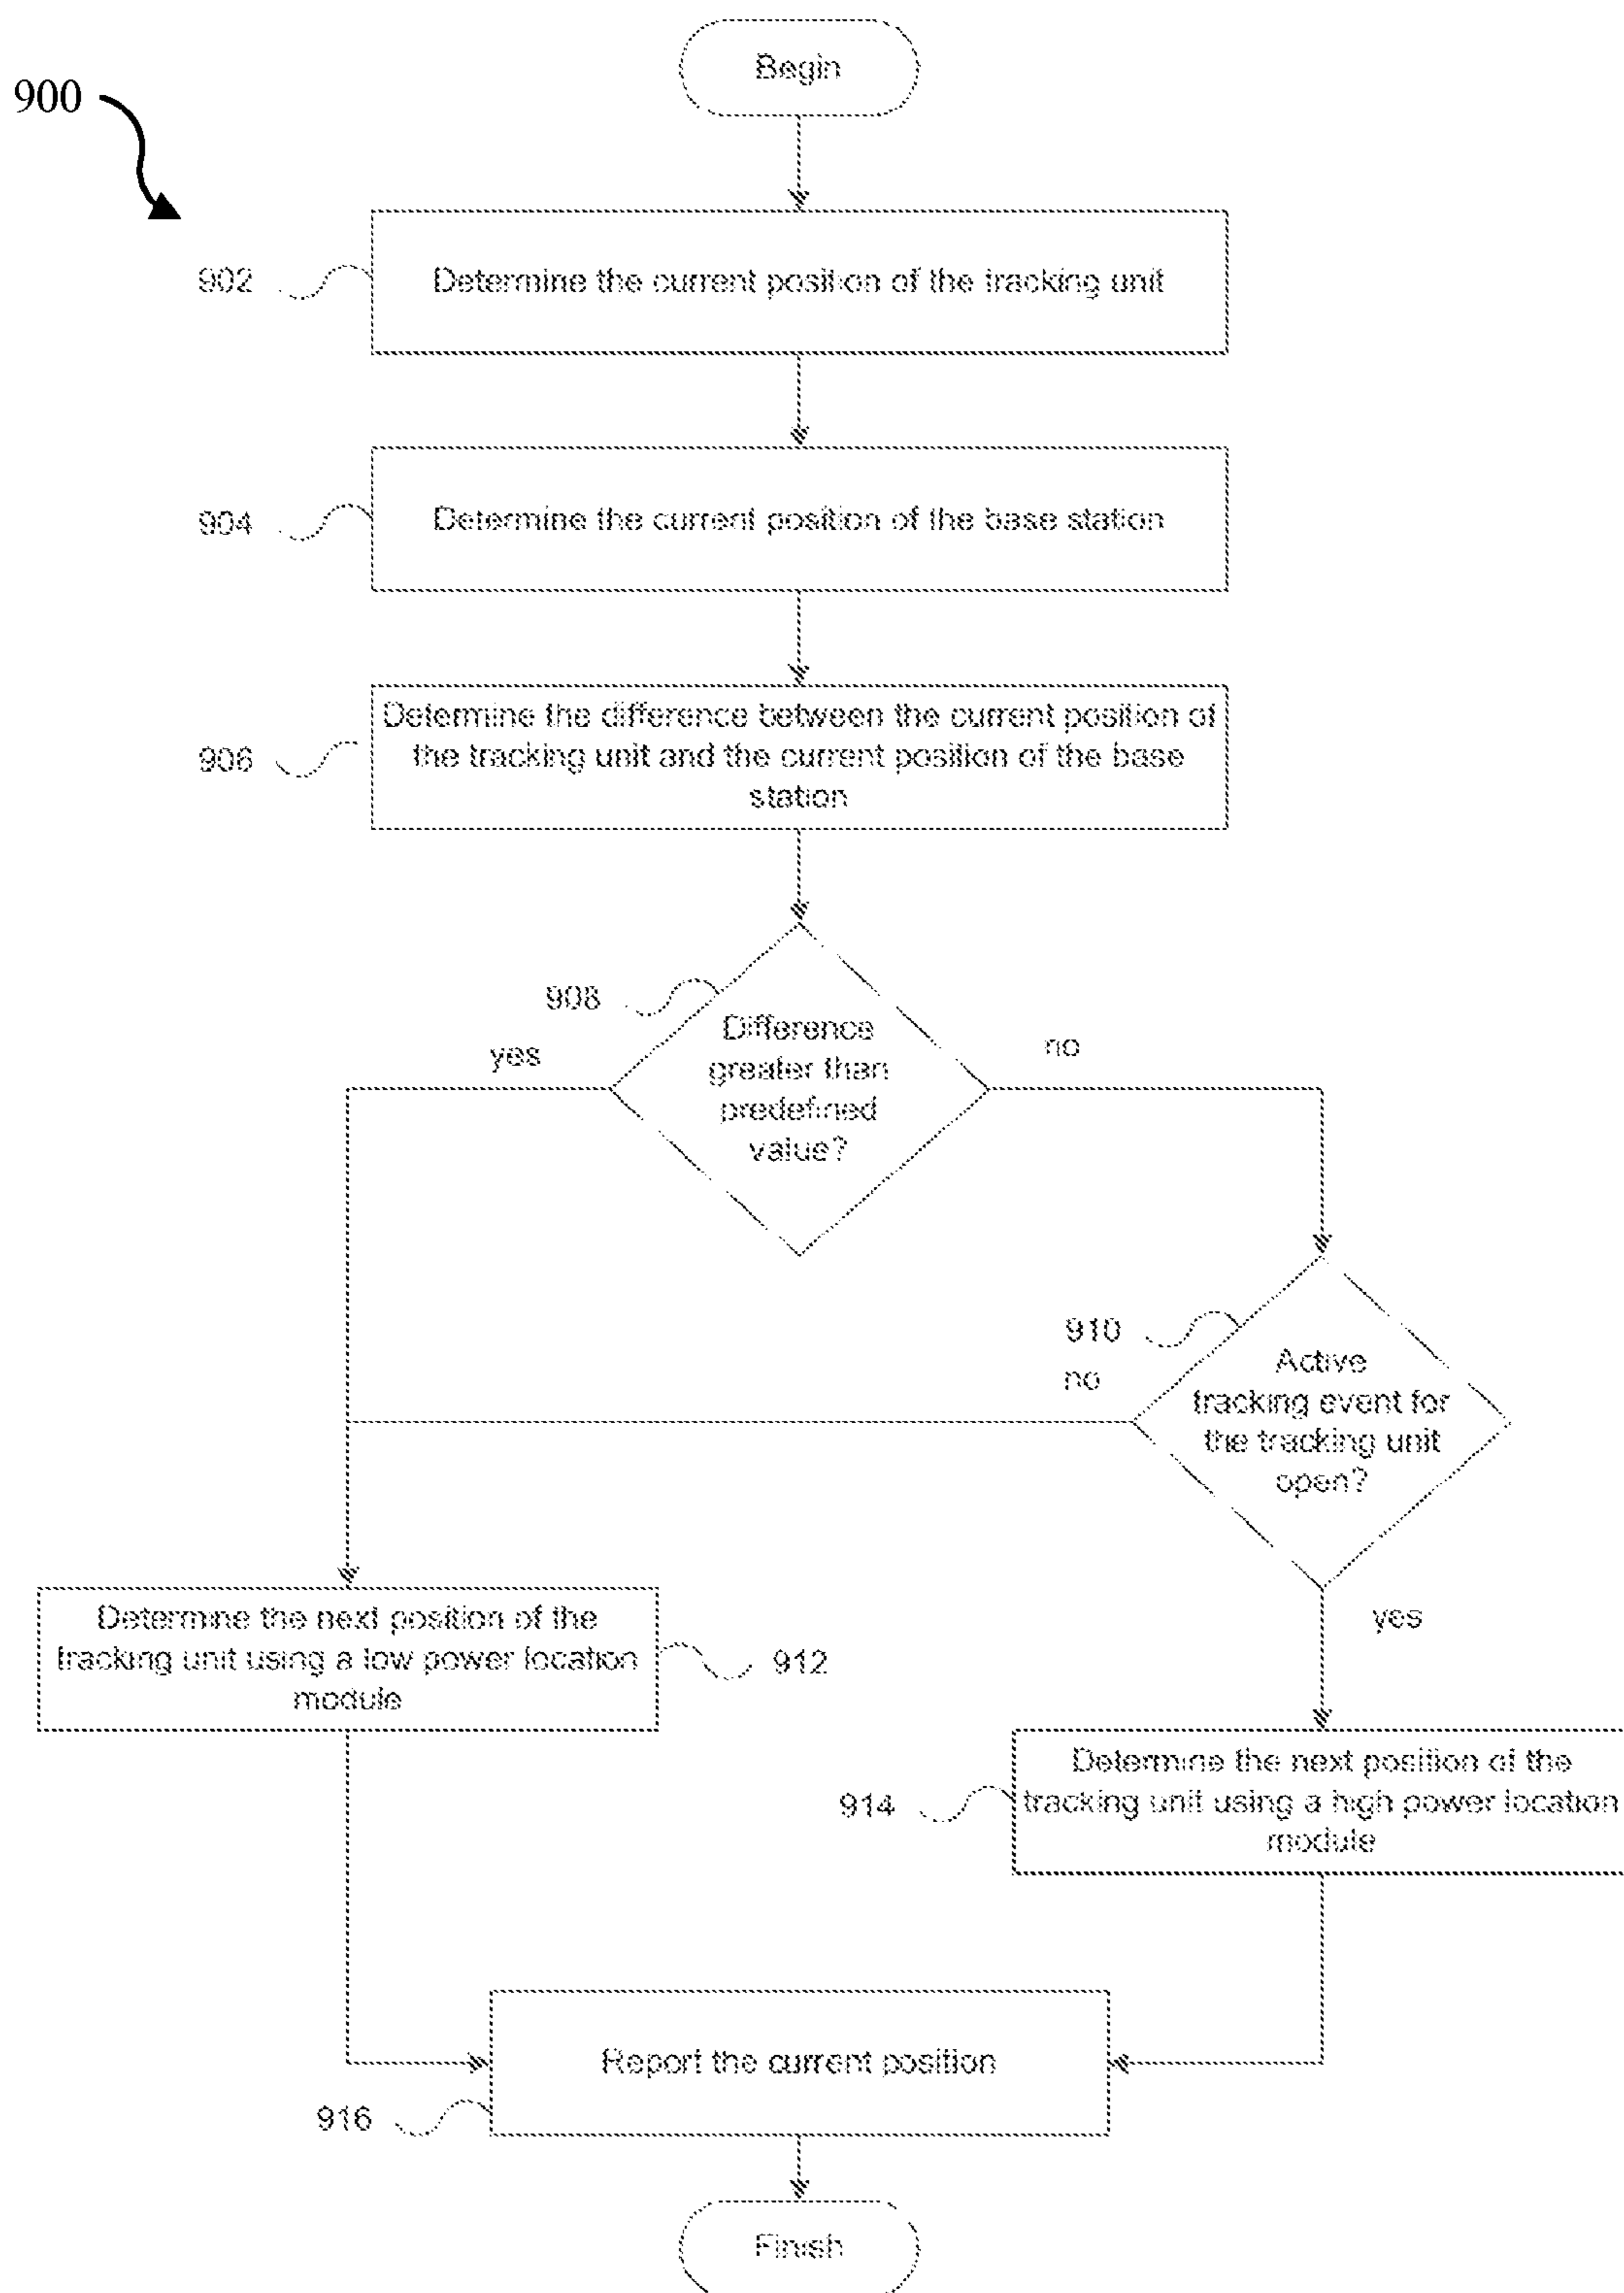 Begin
900
902
Determine the current position of the tracking unit
904
Determine the current position of the base station
906
Determine the difference between the current position of
the tracking unit and the current position of the base
station
908
Difference
greater than
predefined
value?
yes
no
910
no
Active
tracking event for
the tracking unit
open?
yes
Determine the next position of the
tracking unit using a low power location
module
912
914
Determine the next position of the
tracking unit using a high power location
module
Report the current position
916
Finish